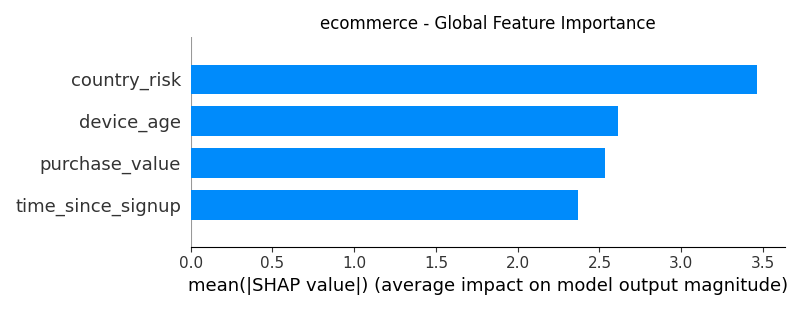 ecommerce - Global Feature Importance
country_risk
device_age
purchase_value
time_since_signup
0.0 0.5 1.0 1.5 2.0 2.5 3.0 3.5
mean(|SHAP value|) (average impact on model output magnitude)